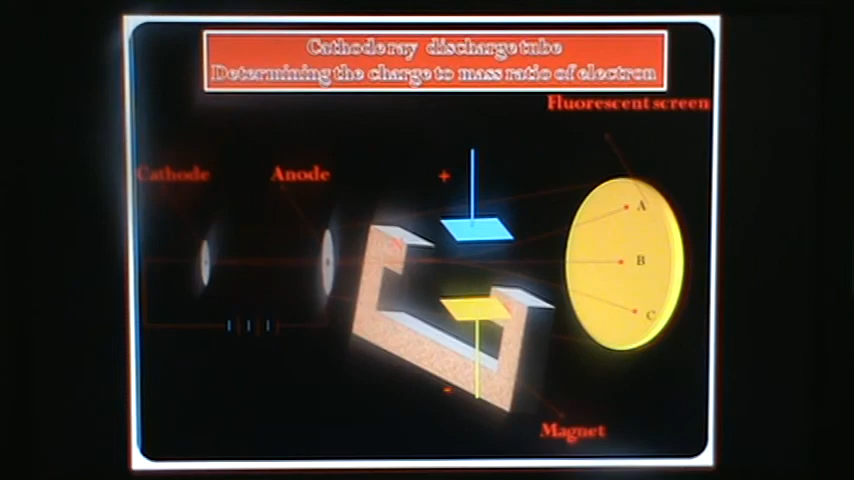 Cathode ray discharge tube
Determining the charge to mass ratio of electron
Fluorescent screen
Cathode
Anode
+
A
N
B
C
-
Magnet